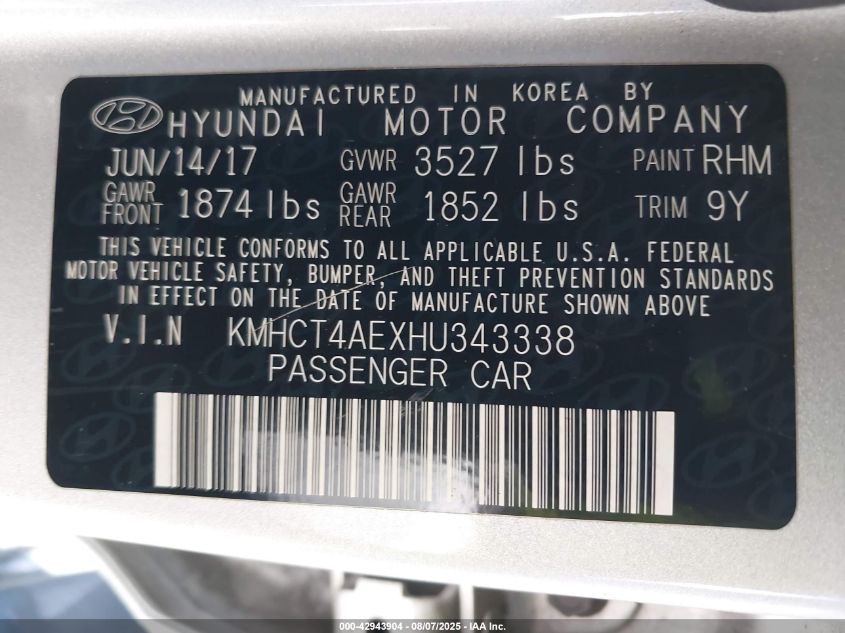 MANUFACTURED IN KOREA BY
HYUNDAI MOTOR COMPANY
JUN/14/17 GVWR 3527 lbs PAINT RHM
GAWR FRONT 1874 lbs GAWR REAR 1852 lbs TRIM 9Y
THIS VEHICLE CONFORMS TO ALL APPLICABLE U.S.A. FEDERAL
MOTOR VEHICLE SAFETY, BUMPER, AND THEFT PREVENTION STANDARDS
IN EFFECT ON THE DATE OF MANUFACTURE SHOWN ABOVE
V.I.N KMHCT4AEXHU343338
PASSENGER CAR
000-42943904 - 08/07/2025 - IAA Inc.